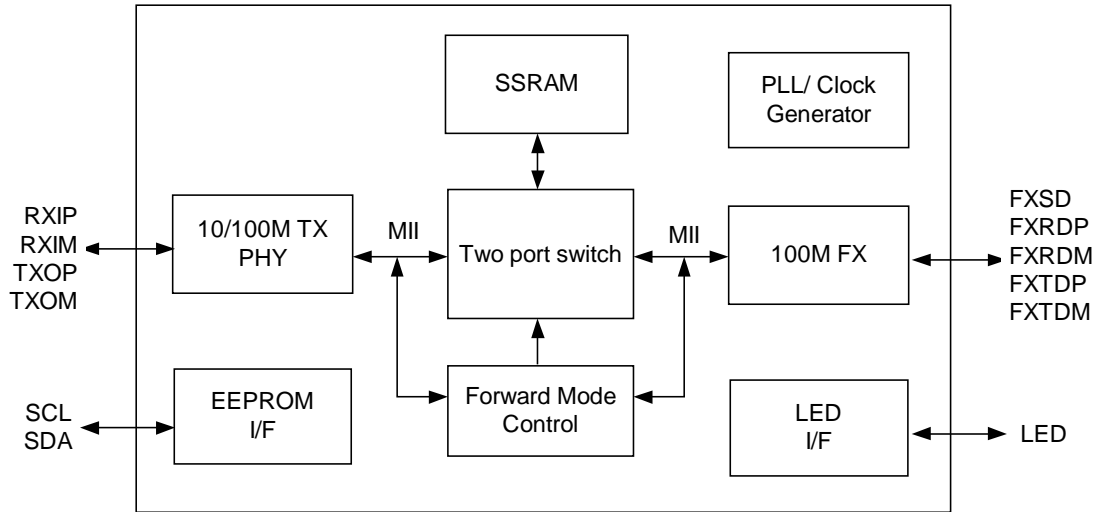 SSRAM
PLL/ Clock
Generator
RXIP
RXIM
TXOP
TXOM
10/100M TX
PHY
MII
Two port switch
MII
100M FX
FXSD
FXRDP
FXRDM
FXTDP
FXTDM
SCL
SDA
EEPROM
I/F
Forward Mode
Control
LED
I/F
LED